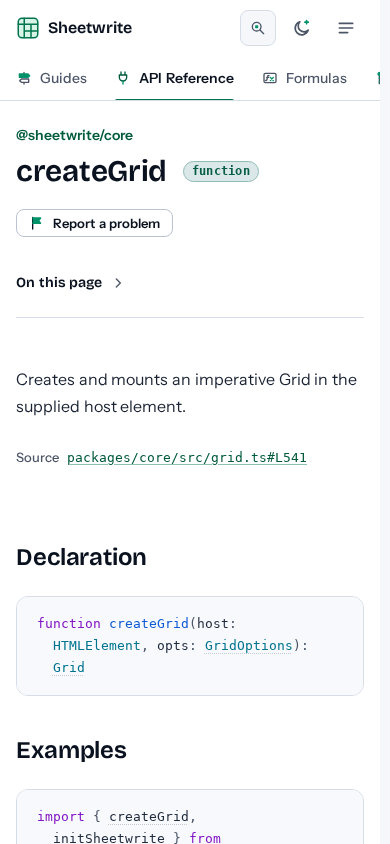 Sheetwrite
Guides
API Reference
Formulas
@sheetwrite/core
createGrid function
Report a problem
On this page
Creates and mounts an imperative Grid in the
supplied host element.
Source packages/core/src/grid.ts#L541
Declaration
function createGrid(host:
HTMLElement, opts: GridOptions):
Grid
Examples
import { createGrid,
initSheetwrite } from